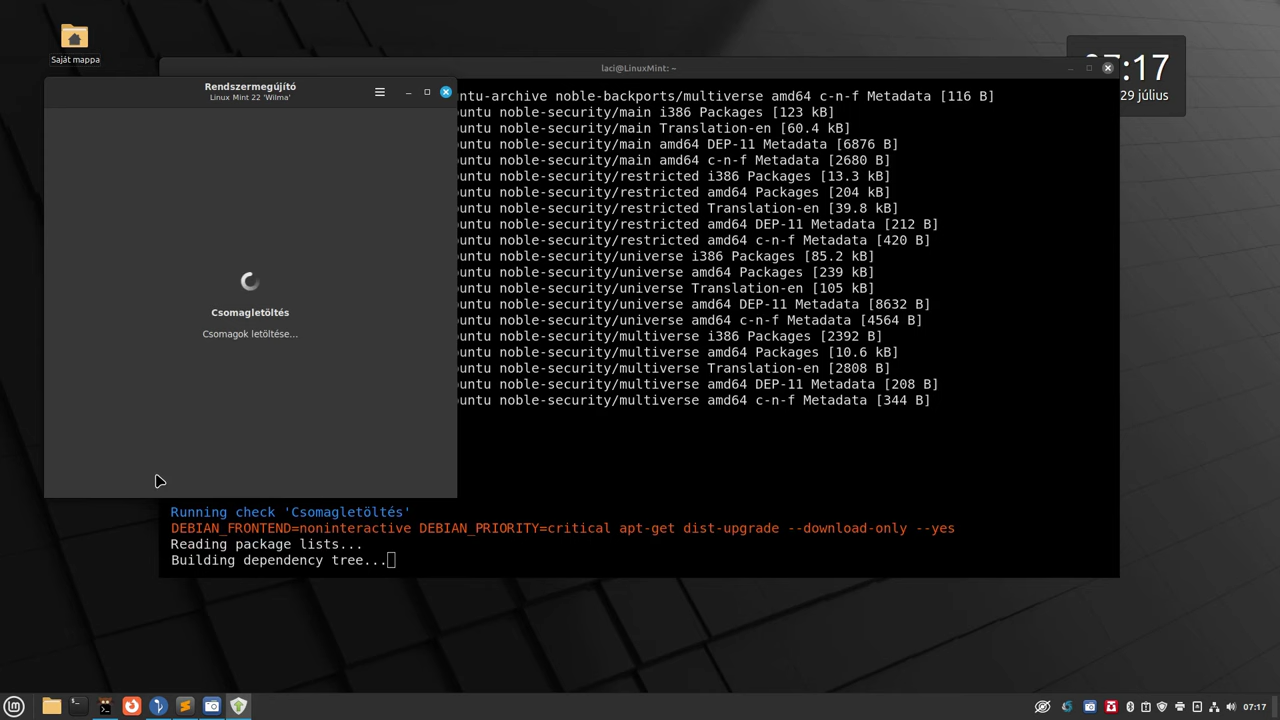 Saját mappa
laci@LinuxMint: ~
:17
29 július
Rendszermegújító
Linux Mint 22 'Wilma'
Csomagletöltés
Csomagok letöltése...
ntu-archive noble-backports/multiverse amd64 c-n-f Metadata [116 B]
untu noble-security/main i386 Packages [123 kB]
untu noble-security/main Translation-en [60.4 kB]
untu noble-security/main amd64 DEP-11 Metadata [6876 B]
untu noble-security/main amd64 c-n-f Metadata [2680 B]
untu noble-security/restricted i386 Packages [13.3 kB]
untu noble-security/restricted amd64 Packages [204 kB]
untu noble-security/restricted Translation-en [39.8 kB]
untu noble-security/restricted amd64 DEP-11 Metadata [212 B]
untu noble-security/restricted amd64 c-n-f Metadata [420 B]
untu noble-security/universe i386 Packages [85.2 kB]
untu noble-security/universe amd64 Packages [239 kB]
untu noble-security/universe Translation-en [105 kB]
untu noble-security/universe amd64 DEP-11 Metadata [8632 B]
untu noble-security/universe amd64 c-n-f Metadata [4564 B]
untu noble-security/multiverse i386 Packages [2392 B]
untu noble-security/multiverse amd64 Packages [10.6 kB]
untu noble-security/multiverse Translation-en [2808 B]
untu noble-security/multiverse amd64 DEP-11 Metadata [208 B]
untu noble-security/multiverse amd64 c-n-f Metadata [344 B]
Running check 'Csomagletöltés'
DEBIAN_FRONTEND=noninteractive DEBIAN_PRIORITY=critical apt-get dist-upgrade --download-only --yes
Reading package lists...
Building dependency tree...
07:17